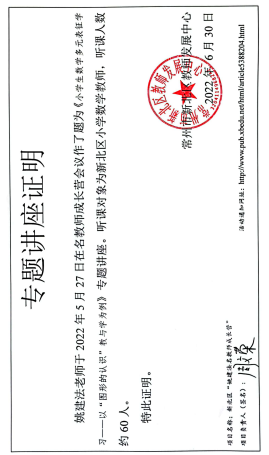 专题讲座证明
姚建法老师于 2022 年 5 月 27 日在名教师成长营会议作了题为《小学生数学多元表征学
习——以“图形的认识”教与学为例》专题讲座。听课对象为新北区小学数学教师，听课人数
约 60 人。
特此证明。
常州市新北区教师发展中心
2022 年 6 月 30 日
项目名称：新北区“姚建法名教师成长营”
项目负责人（签名）：
活动通知网址：http://www.pub.xbedu.net/html/article5388204.html